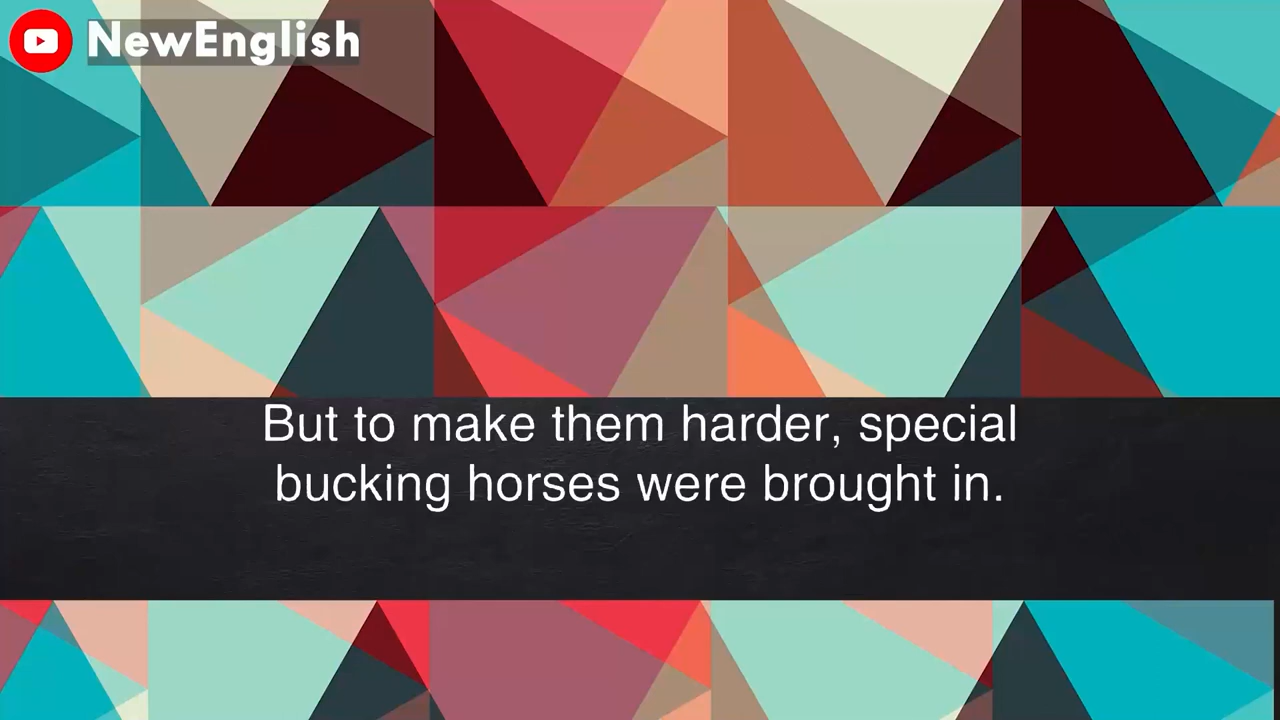 NewEnglish
But to make them harder, special
bucking horses were brought in.